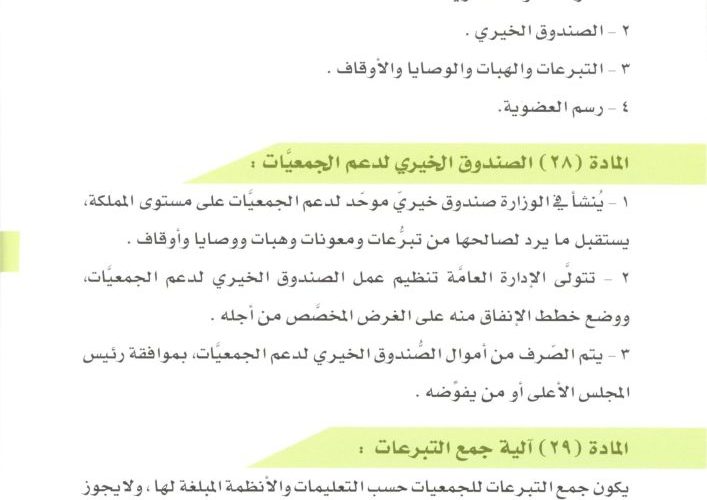 ٢ - الصندوق الخيري .
٣ - التبرعات والهبات والوصايا والأوقاف .
٤ - رسم العضوية.
المادة (٢٨) الصندوق الخيري لدعم الجمعيَّات :
١ - يُنشأ في الوزارة صندوق خيريّ موحَد لدعم الجمعيَّات على مستوى المملكة،
يستقبل ما يرد لصالحها من تبرُّعات ومعونات وهبات ووصايا وأوقاف .
٢ - تتولَّى الإدارة العامَّة تنظيم عمل الصندوق الخيري لدعم الجمعيَّات،
ووضع خطط الإنفاق منه على الغرض المخصَّص من أجله .
٣ - يتم الصَرف من أموال الصُّندوق الخيري لدعم الجمعيَّات، بموافقة رئيس
المجلس الأعلى أو من يفوِّضه .
المادة (٢٩) آلية جمع التبرعات :
يكون جمع التبرعات للجمعيات حسب التعليمات والأنظمة المبلغة لها ، ولايجوز